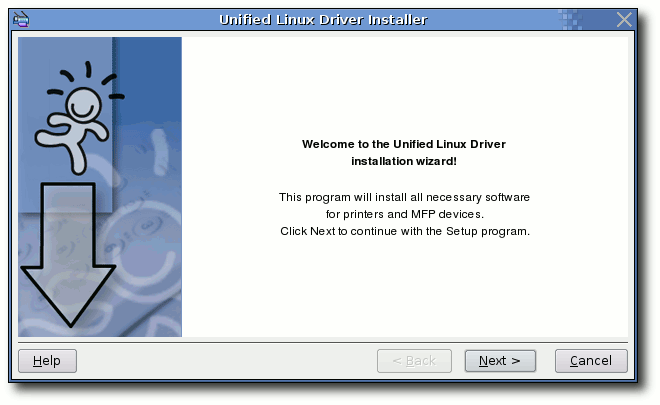 Unified Linux Driver Installer
Welcome to the Unified Linux Driver
installation wizard!
This program will install all necessary software
for printers and MFP devices.
Click Next to continue with the Setup program.
Help
< Back
Next >
Cancel